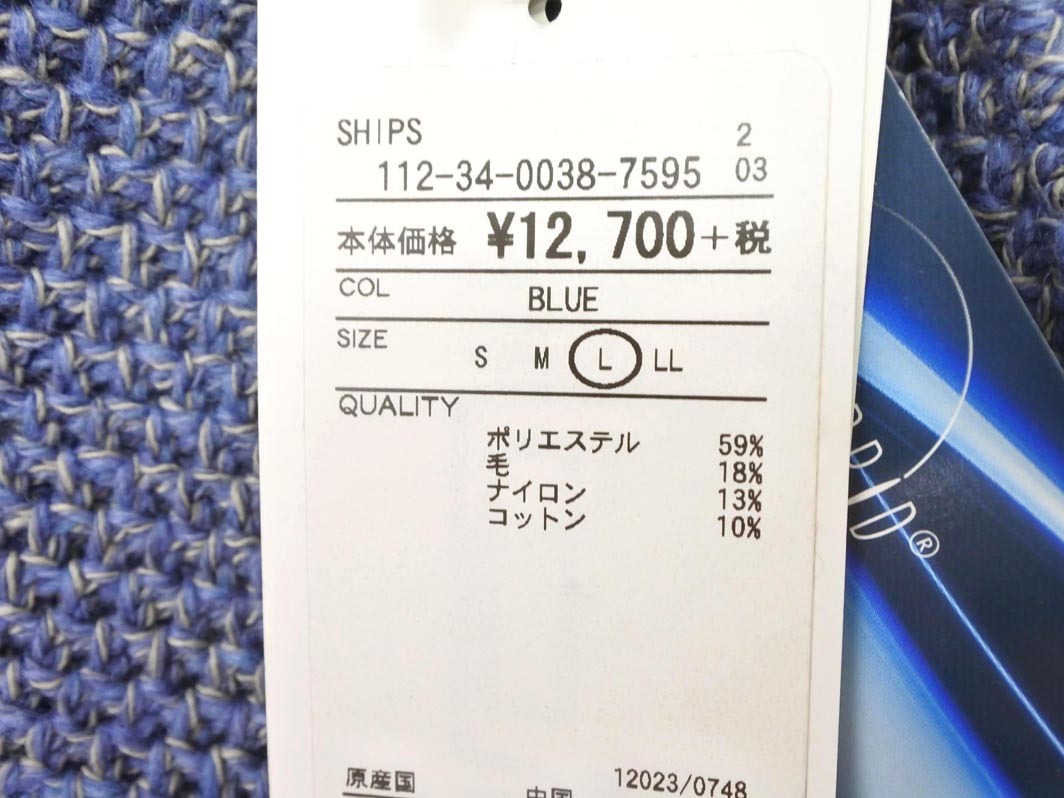 SHIPS 2
112-34-0038-7595 03
本体価格 ¥12,700+税
COL BLUE
SIZE S M L LL
QUALITY
ポリエステル 59%
毛 18%
ナイロン 13%
コットン 10%
原産国 中国 12023/0748
®